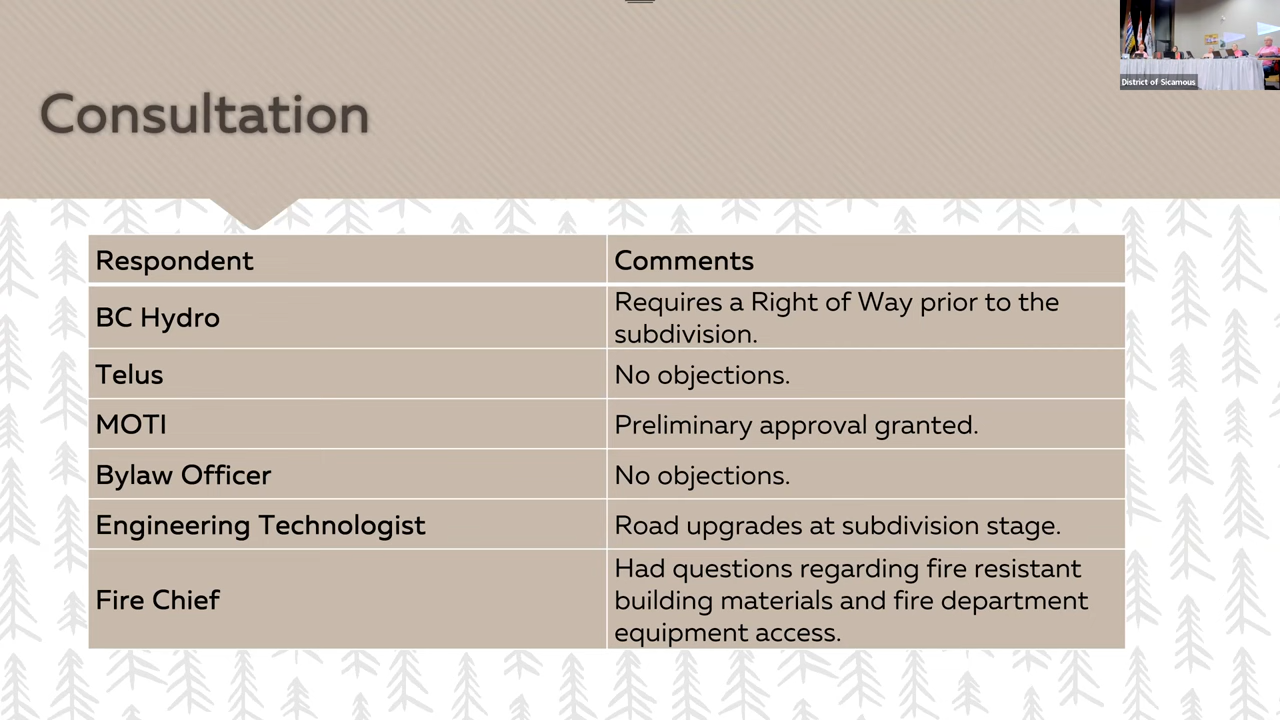 District of Sicamous
Consultation
Respondent
Comments
BC Hydro
Requires a Right of Way prior to the
subdivision.
Telus
No objections.
MOTI
Preliminary approval granted.
Bylaw Officer
No objections.
Engineering Technologist
Road upgrades at subdivision stage.
Fire Chief
Had questions regarding fire resistant
building materials and fire department
equipment access.